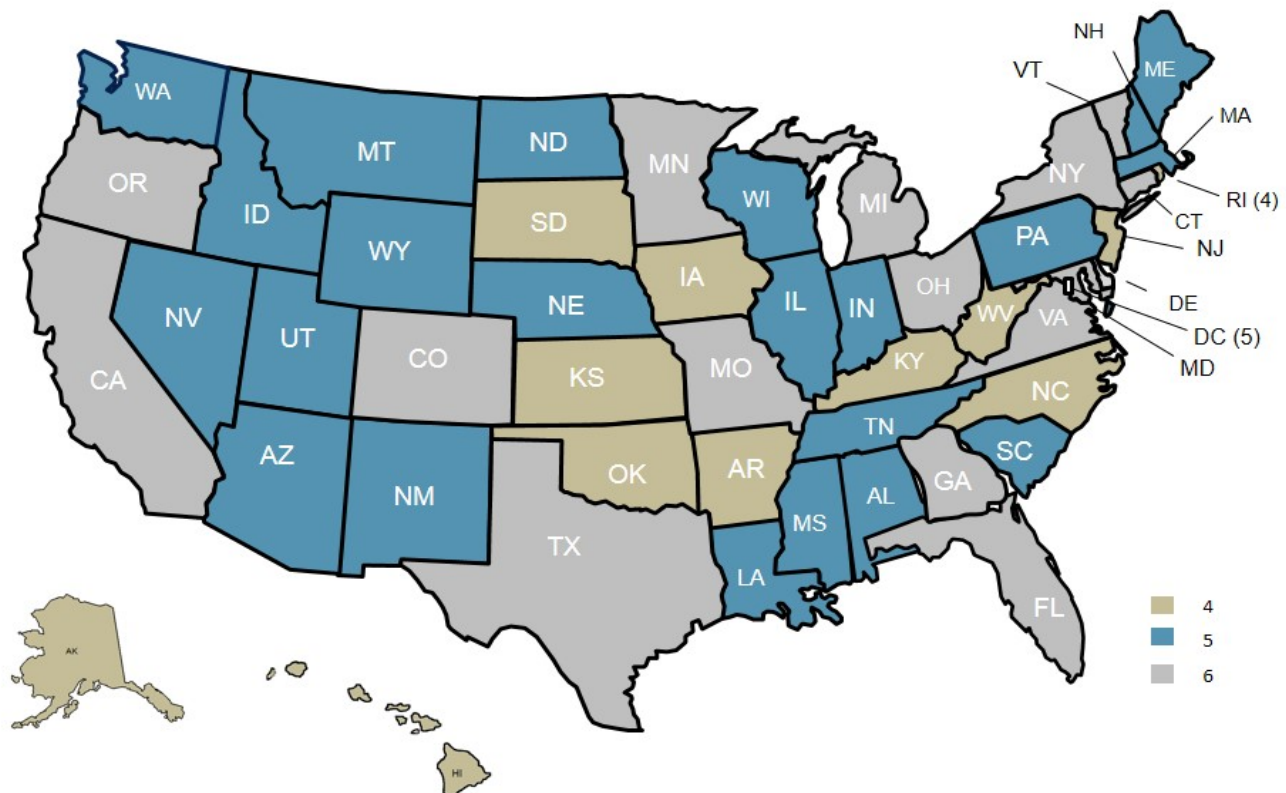 NH
VT
ME
WA
MA
MT
ND
MN
OR
NY
RI (4)
ID
WI
MI
CT
SD
PA
NJ
WY
IA
NE
OH
DE
NV
IL
IN
WV
VA
DC (5)
UT
CO
MD
CA
KS
MO
KY
NC
TN
AZ
OK
AR
SC
NM
GA
AL
MS
TX
LA
FL
4
5
6
AK
HI